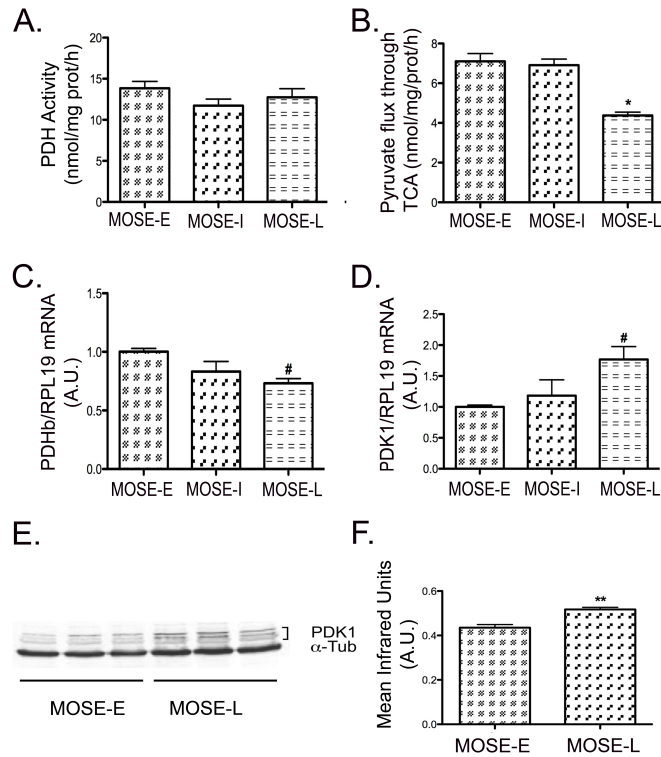 A.
PDH Activity
(nmol/mg prot/h)
20
15
10
5
0
MOSE-E MOSE-I MOSE-L
B.
Pyruvate flux through
TCA (nmol/mg/prot/h)
8
6
4
2
0
*
MOSE-E MOSE-I MOSE-L
C.
PDHb/RPL19 mRNA
(A.U.)
1.5
1.0
0.5
0.0
#
MOSE-E MOSE-I MOSE-L
D.
PDK1/RPL19 mRNA
(A.U.)
2.5
2.0
1.5
1.0
0.5
0.0
#
MOSE-E MOSE-I MOSE-L
E.
PDK1
α-Tub
MOSE-E MOSE-L
F.
Mean Infrared Units
(A.U.)
0.6
0.4
0.2
0.0
**
MOSE-E MOSE-L